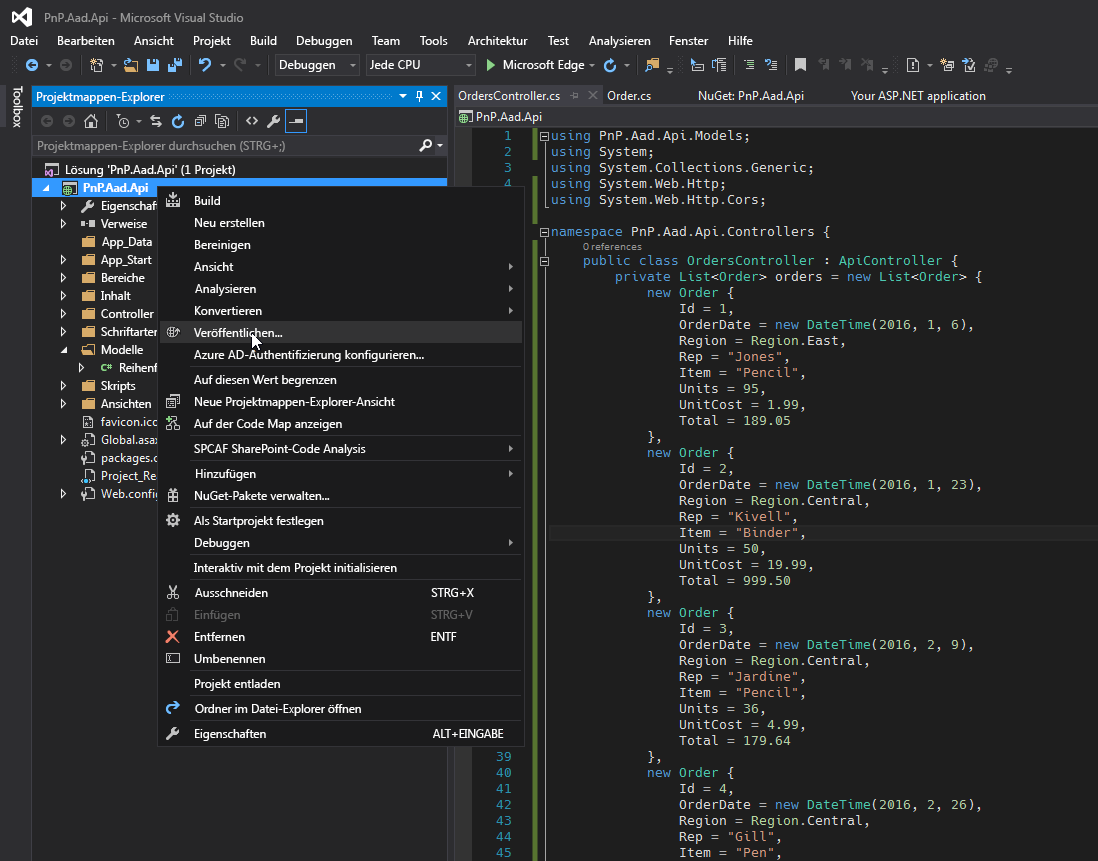 PnP.Aad.Api - Microsoft Visual Studio
Datei Bearbeiten Ansicht Projekt Build Debuggen Team Tools Architektur Test Analysieren Fenster Hilfe
Debuggen Jede CPU Microsoft Edge
Toolbox
Projektmappen-Explorer
Projektmappen-Explorer durchsuchen (STRG+;)
Lösung 'PnP.Aad.Api' (1 Projekt)
PnP.Aad.Api
Eigenschaf
Verweise
App_Data
App_Start
Bereiche
Inhalt
Controller
Schriftarten
Modelle
C# Reihenf
Skripts
Ansichten
favicon.ico
Global.asax
packages.c
Project_Re
Web.config
Build
Neu erstellen
Bereinigen
Ansicht
Analysieren
Konvertieren
Veröffentlichen...
Azure AD-Authentifizierung konfigurieren...
Auf diesen Wert begrenzen
Neue Projektmappen-Explorer-Ansicht
Auf der Code Map anzeigen
SPCAF SharePoint-Code Analysis
Hinzufügen
NuGet-Pakete verwalten...
Als Startprojekt festlegen
Debuggen
Interaktiv mit dem Projekt initialisieren
Ausschneiden STRG+X
Einfügen STRG+V
Entfernen ENTF
Umbenennen
Projekt entladen
Ordner im Datei-Explorer öffnen
Eigenschaften ALT+EINGABE
OrdersController.cs Order.cs NuGet: PnP.Aad.Api Your ASP.NET application
PnP.Aad.Api
1 using PnP.Aad.Api.Models;
2 using System;
3 using System.Collections.Generic;
4 using System.Web.Http;
using System.Web.Http.Cors;
namespace PnP.Aad.Api.Controllers {
0 references
public class OrdersController : ApiController {
private List<Order> orders = new List<Order> {
new Order {
Id = 1,
OrderDate = new DateTime(2016, 1, 6),
Region = Region.East,
Rep = "Jones",
Item = "Pencil",
Units = 95,
UnitCost = 1.99,
Total = 189.05
},
new Order {
Id = 2,
OrderDate = new DateTime(2016, 1, 23),
Region = Region.Central,
Rep = "Kivell",
Item = "Binder",
Units = 50,
UnitCost = 19.99,
Total = 999.50
},
new Order {
Id = 3,
OrderDate = new DateTime(2016, 2, 9),
Region = Region.Central,
Rep = "Jardine",
Item = "Pencil",
Units = 36,
UnitCost = 4.99,
Total = 179.64
39 },
40 new Order {
41 Id = 4,
42 OrderDate = new DateTime(2016, 2, 26),
43 Region = Region.Central,
44 Rep = "Gill",
45 Item = "Pen",